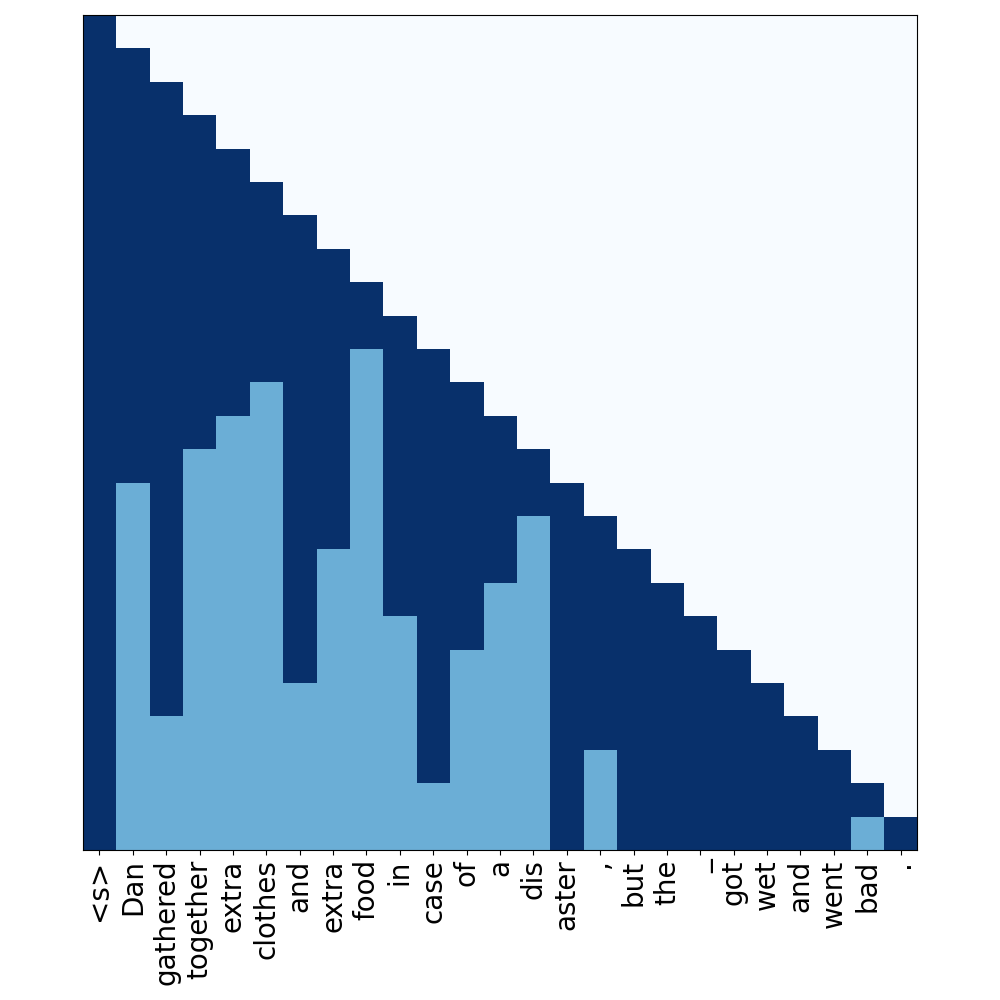 <s> Dan gathered together extra clothes and extra food in case of a dis aster , but the _ got wet and went bad .